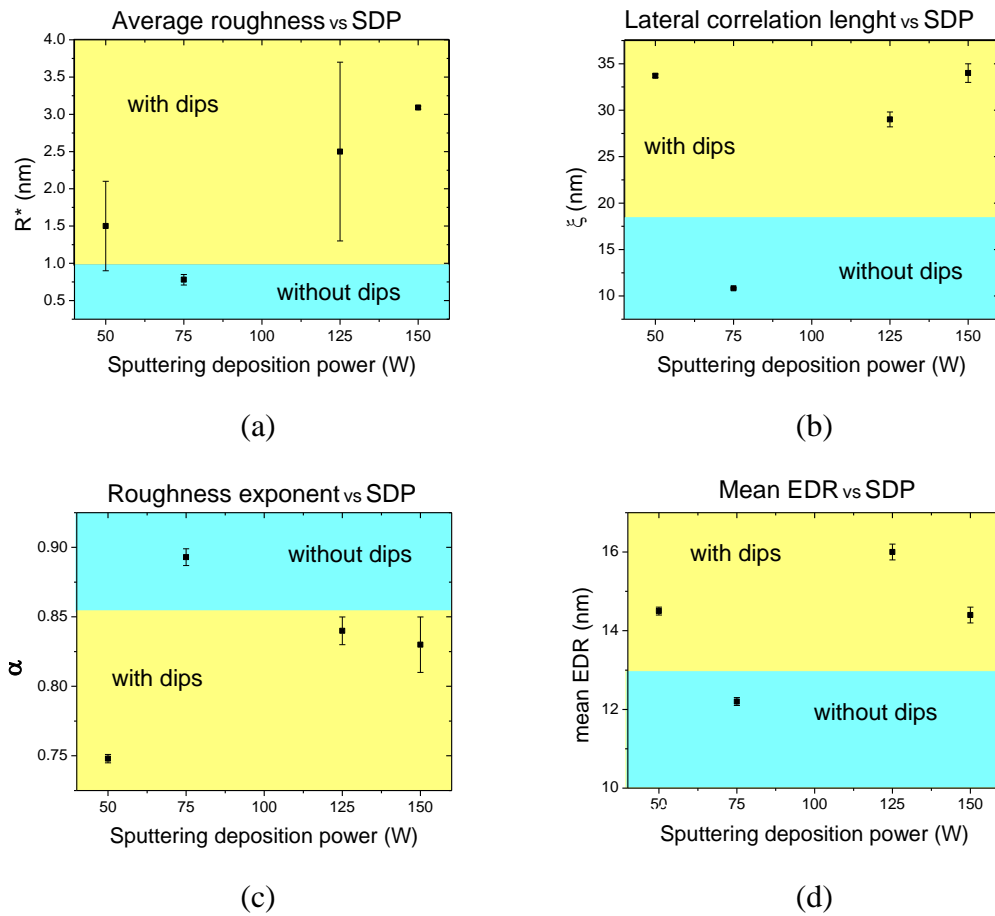 Average roughness vs SDP
4.0
3.5
3.0
2.5
2.0
1.5
1.0
0.5
R* (nm)
with dips
without dips
50 75 100 125 150
Sputtering deposition power (W)
(a)
Lateral correlation lenght vs SDP
35
30
25
20
15
10
ξ (nm)
with dips
without dips
50 75 100 125 150
Sputtering deposition power (W)
(b)
Roughness exponent vs SDP
0.90
0.85
0.80
0.75
α
without dips
with dips
50 75 100 125 150
Sputtering deposition power (W)
(c)
Mean EDR vs SDP
16
14
12
10
mean EDR (nm)
with dips
without dips
50 75 100 125 150
Sputtering deposition power (W)
(d)